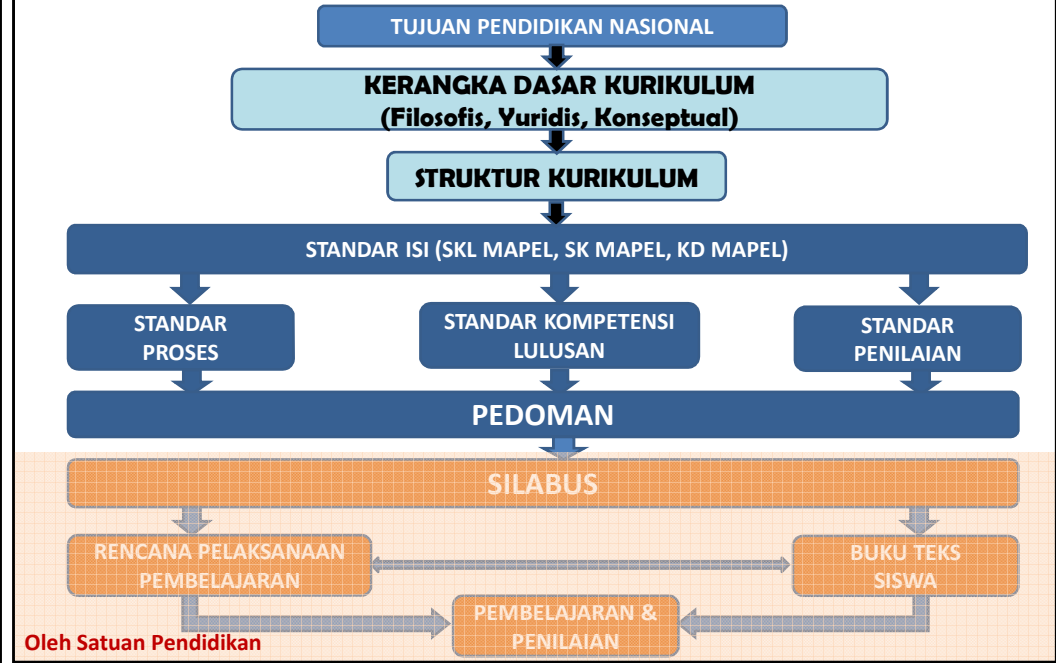 TUJUAN PENDIDIKAN NASIONAL
KERANGKA DASAR KURIKULUM
(Filosofis, Yuridis, Konseptual)
STRUKTUR KURIKULUM
STANDAR ISI (SKL MAPEL, SK MAPEL, KD MAPEL)
STANDAR
PROSES
STANDAR KOMPETENSI
LULUSAN
STANDAR
PENILAIAN
PEDOMAN
SILABUS
RENCANA PELAKSANAAN
PEMBELAJARAN
BUKU TEKS
SISWA
PEMBELAJARAN &
PENILAIAN
Oleh Satuan Pendidikan